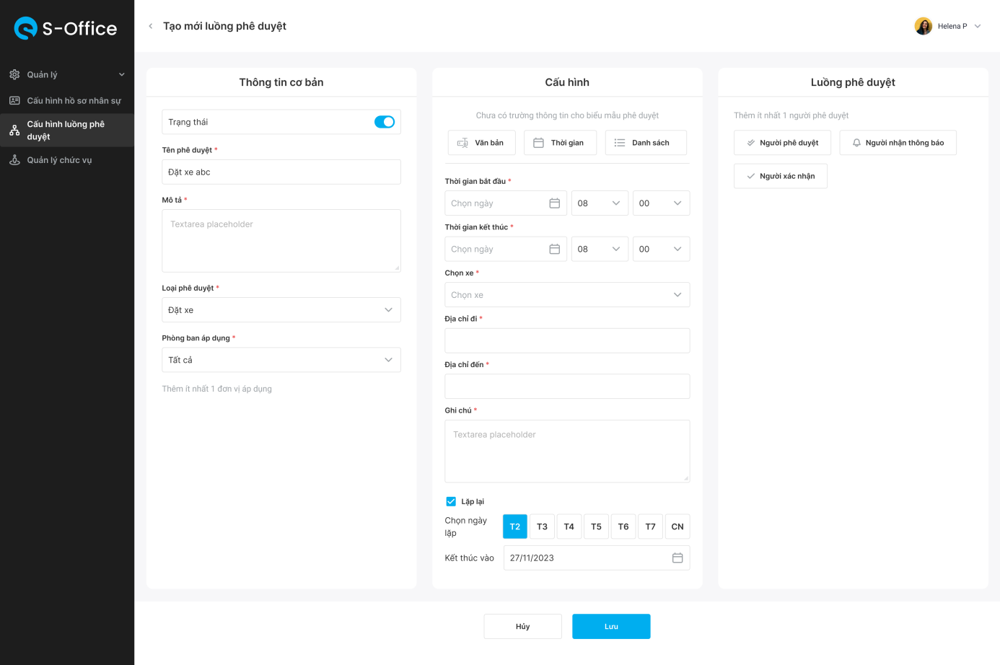 S-Office
Quản lý
Cấu hình hồ sơ nhân sự
Cấu hình luồng phê
duyệt
Quản lý chức vụ
Tạo mới luồng phê duyệt
Helena P
Thông tin cơ bản
Trạng thái
Tên phê duyệt *
Đặt xe abc
Mô tả *
Textarea placeholder
Loại phê duyệt *
Đặt xe
Phòng ban áp dụng *
Tất cả
Thêm ít nhất 1 đơn vị áp dụng
Cấu hình
Chưa có trường thông tin cho biểu mẫu phê duyệt
Văn bản
Thời gian
Danh sách
Thời gian bắt đầu *
Chọn ngày
08
00
Thời gian kết thúc *
Chọn ngày
08
00
Chọn xe *
Chọn xe
Địa chỉ đi *
Địa chỉ đến *
Ghi chú *
Textarea placeholder
Lặp lại
Chọn ngày
lặp
T2
T3
T4
T5
T6
T7
CN
Kết thúc vào
27/11/2023
Luồng phê duyệt
Thêm ít nhất 1 người phê duyệt
Người phê duyệt
Người nhận thông báo
Người xác nhận
Hủy
Lưu